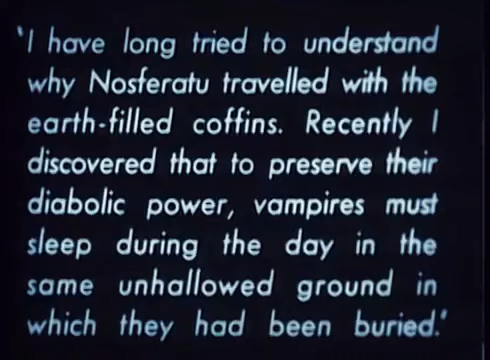 'I have long tried to understand
why Nosferatu travelled with the
earth-filled coffins. Recently I
discovered that to preserve their
diabolic power, vampires must
sleep during the day in the
same unhallowed ground in
which they had been buried.'